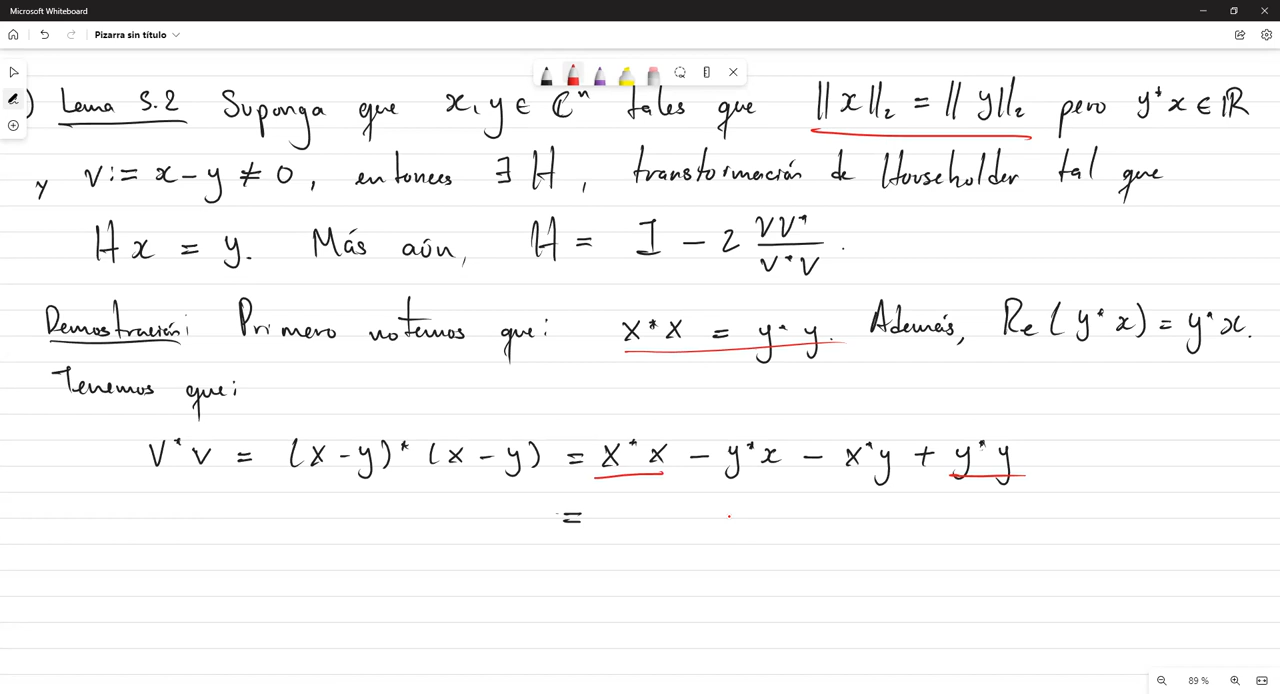 Microsoft Whiteboard
Pizarra sin título
) Lema 3.2 Suponga que x, y ∈ ℂⁿ tales que ||x||₂ = ||y||₂ pero y*x ∈ ℝ
y v := x - y ≠ 0, entonces ∃ H, transformación de Householder tal que
Hx = y. Más aún, H = I - 2 vv*/v*v.
Demostración: Primero notemos que: x*x = y*y. Además, Re(y*x) = y*x.
Tenemos que:
v*v = (x-y)*(x-y) = x*x - y*x - x*y + y*y
=
89 %